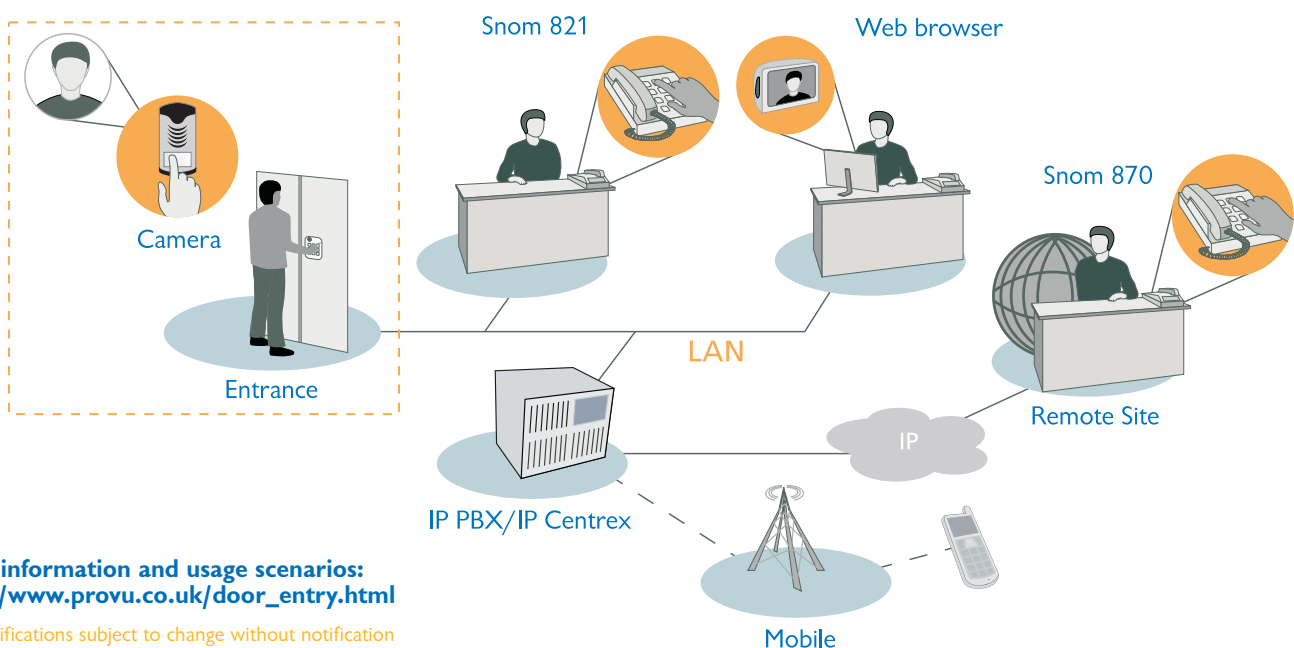 Snom 821
Web browser
Snom 870
Camera
LAN
Entrance
Remote Site
IP
IP PBX/IP Centrex
information and usage scenarios:
/www.provu.co.uk/door_entry.html
ifications subject to change without notification
Mobile